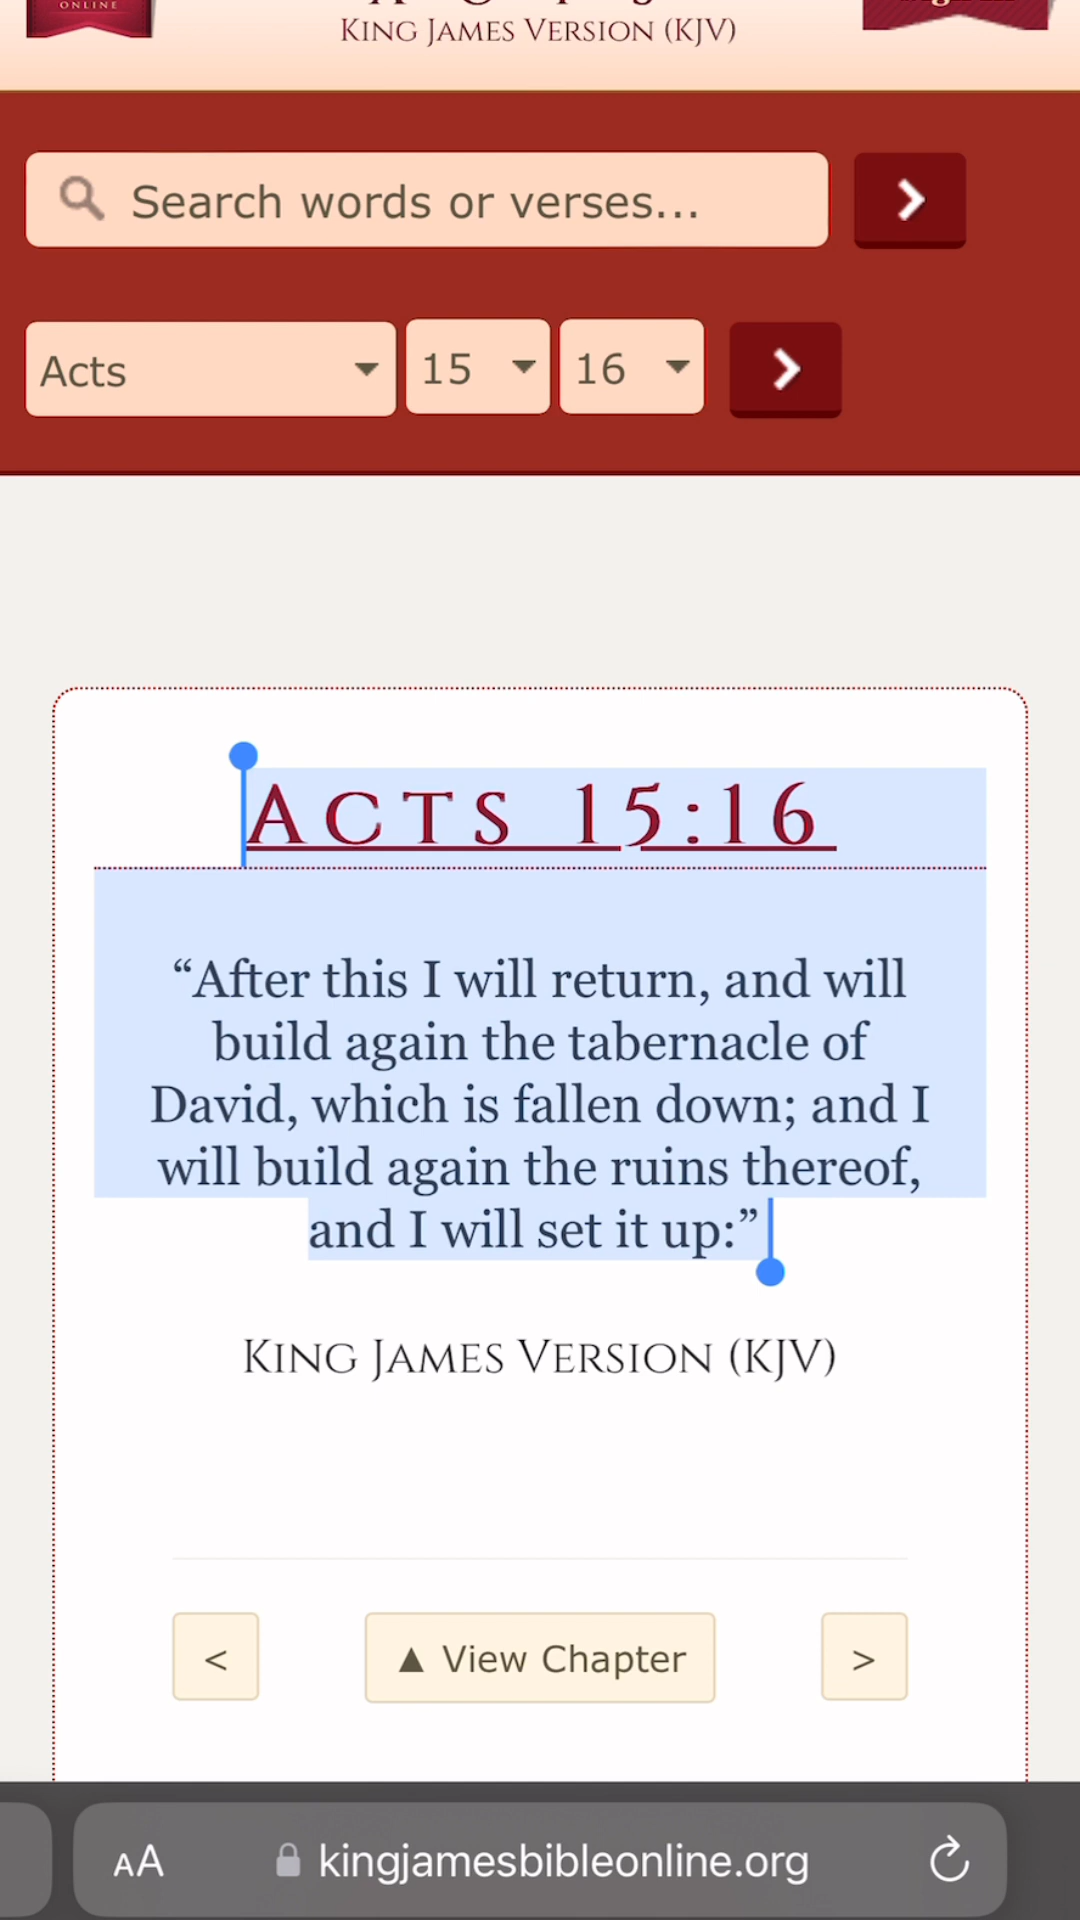 ONLINE
KING JAMES VERSION (KJV)
Search words or verses...
Acts 15 16
ACTS 15:16
“After this I will return, and will
build again the tabernacle of
David, which is fallen down; and I
will build again the ruins thereof,
and I will set it up:”
KING JAMES VERSION (KJV)
< ▲ View Chapter >
AA kingjamesbibleonline.org